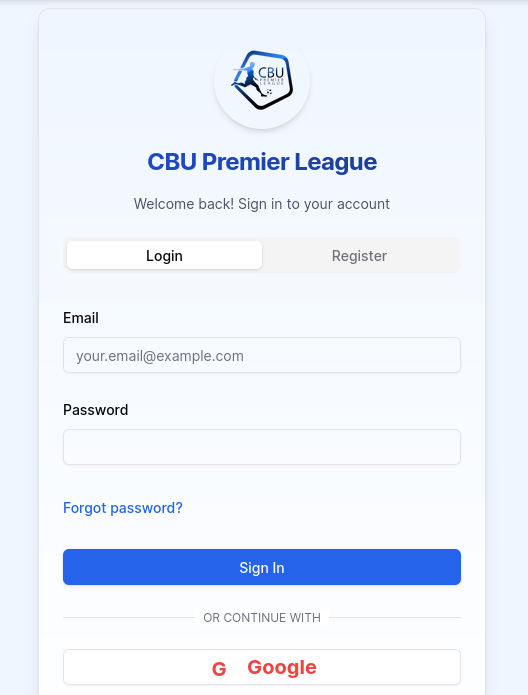 CBU
PREMIER
LEAGUE
CBU Premier League
Welcome back! Sign in to your account
Login
Register
Email
your.email@example.com
Password
Forgot password?
Sign In
OR CONTINUE WITH
G Google